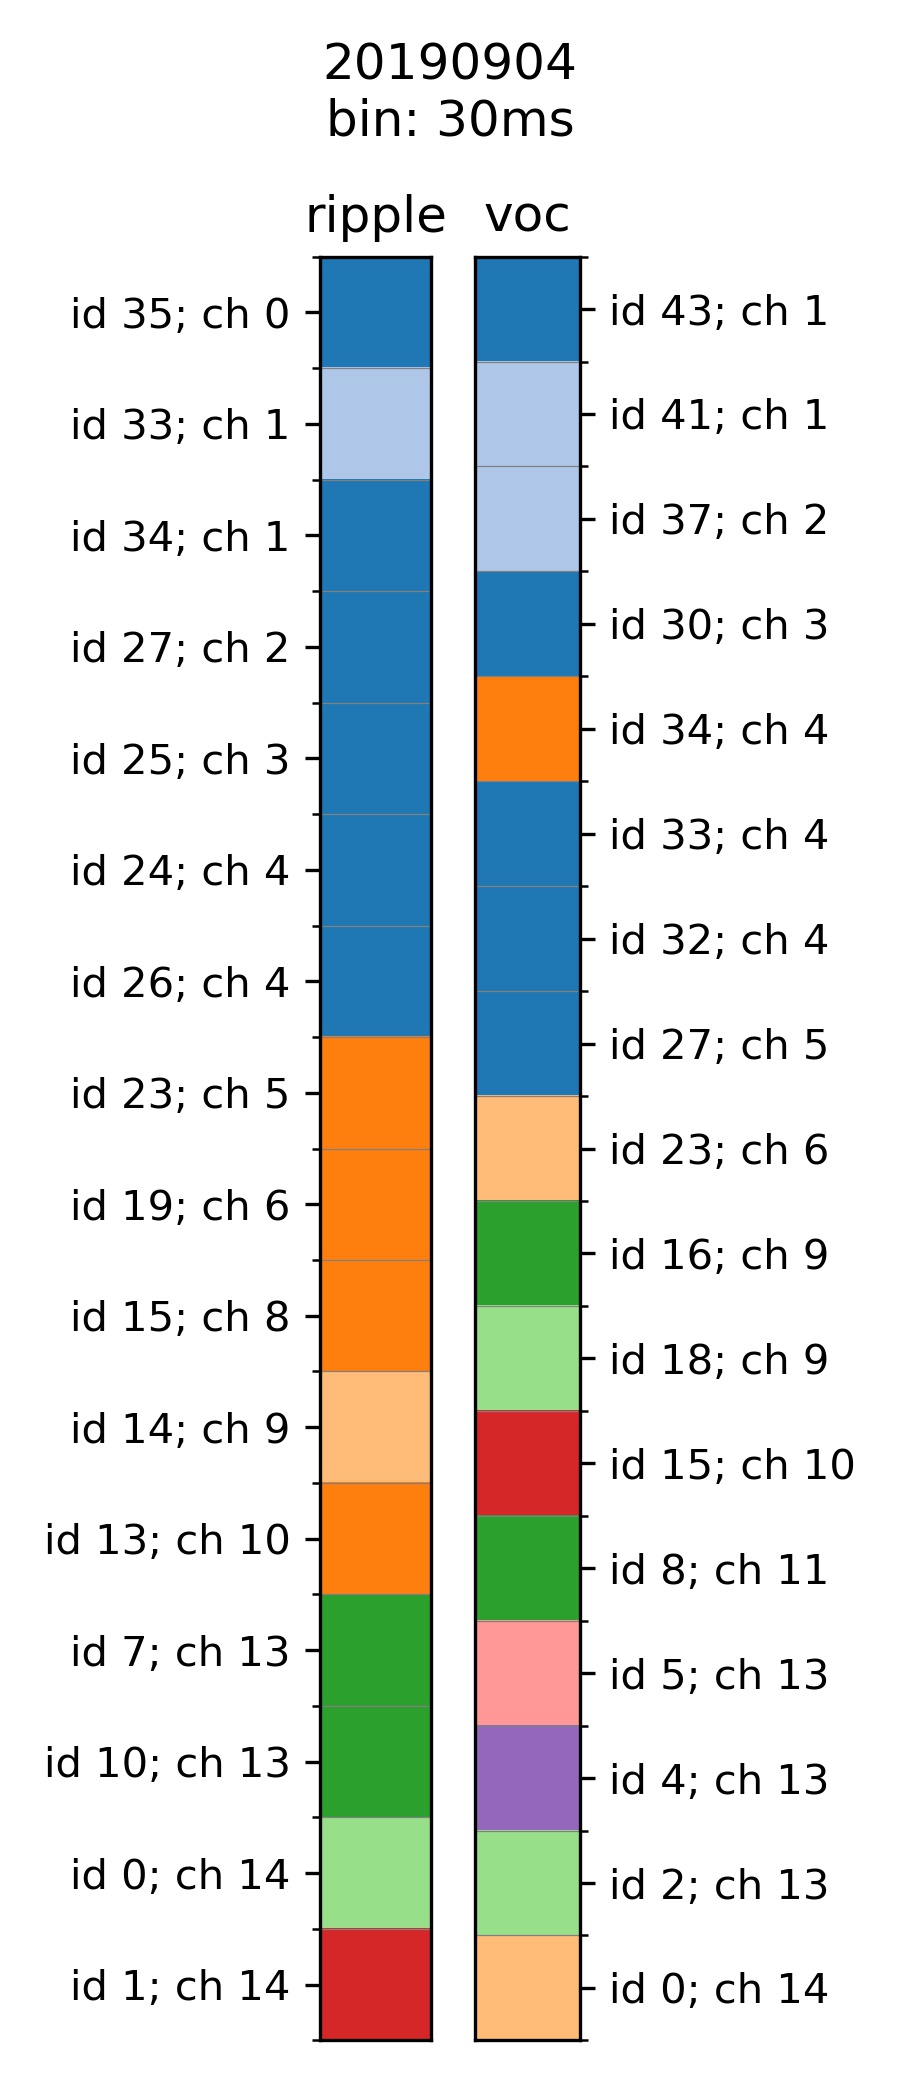 20190904
bin: 30ms
ripple voc
id 35; ch 0
id 33; ch 1
id 34; ch 1
id 27; ch 2
id 25; ch 3
id 24; ch 4
id 26; ch 4
id 23; ch 5
id 19; ch 6
id 15; ch 8
id 14; ch 9
id 13; ch 10
id 7; ch 13
id 10; ch 13
id 0; ch 14
id 1; ch 14
id 43; ch 1
id 41; ch 1
id 37; ch 2
id 30; ch 3
id 34; ch 4
id 33; ch 4
id 32; ch 4
id 27; ch 5
id 23; ch 6
id 16; ch 9
id 18; ch 9
id 15; ch 10
id 8; ch 11
id 5; ch 13
id 4; ch 13
id 2; ch 13
id 0; ch 14